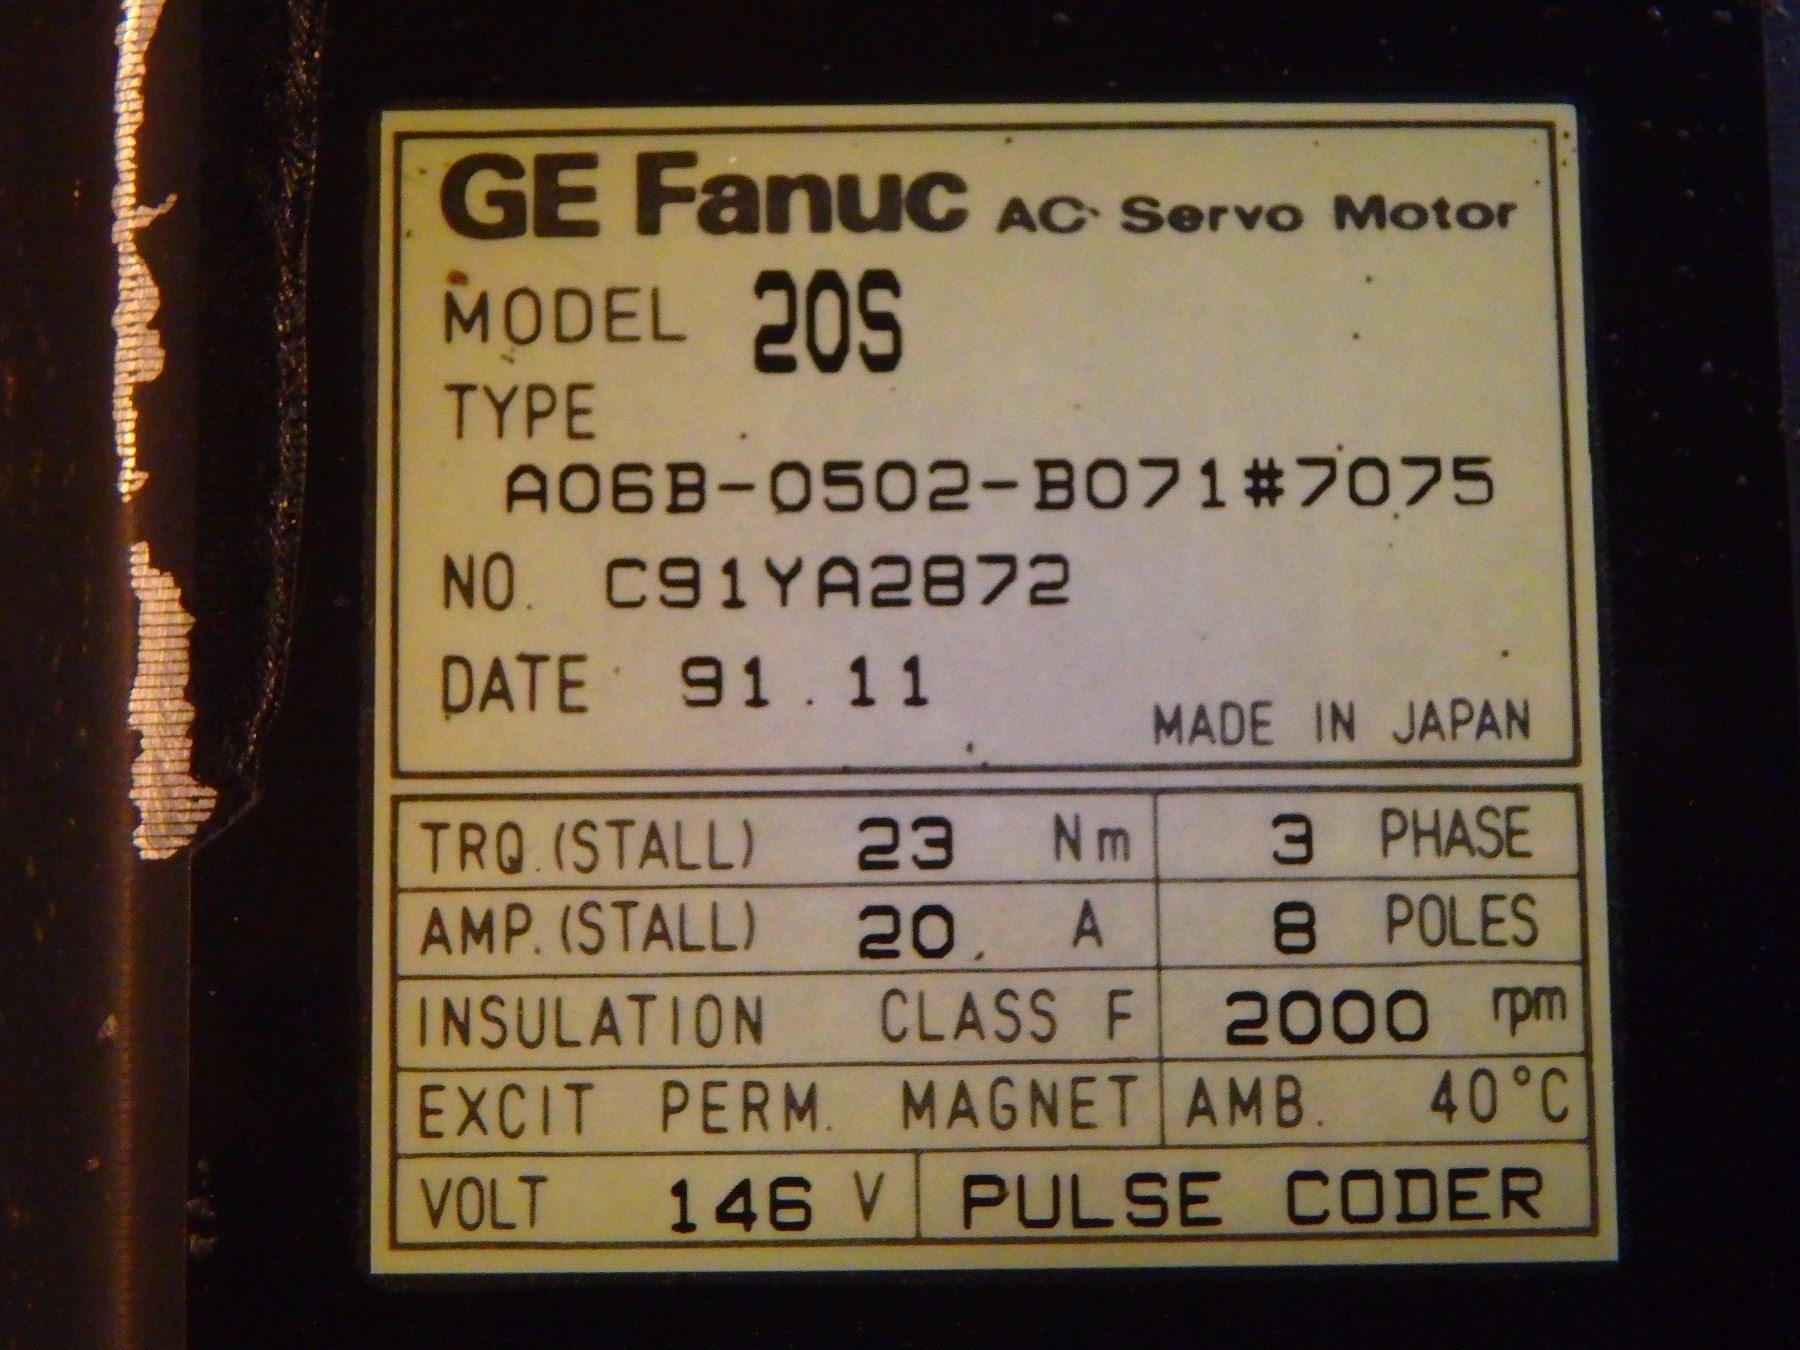 GE Fanuc AC Servo Motor
MODEL 20S
TYPE
A06B-0502-B071#7075
NO. C91YA2872
DATE 91.11
MADE IN JAPAN
TRQ.(STALL) 23 Nm 3 PHASE
AMP.(STALL) 20. A 8 POLES
INSULATION CLASS F 2000 rpm
EXCIT PERM. MAGNET AMB. 40°C
VOLT 146 V PULSE CODER